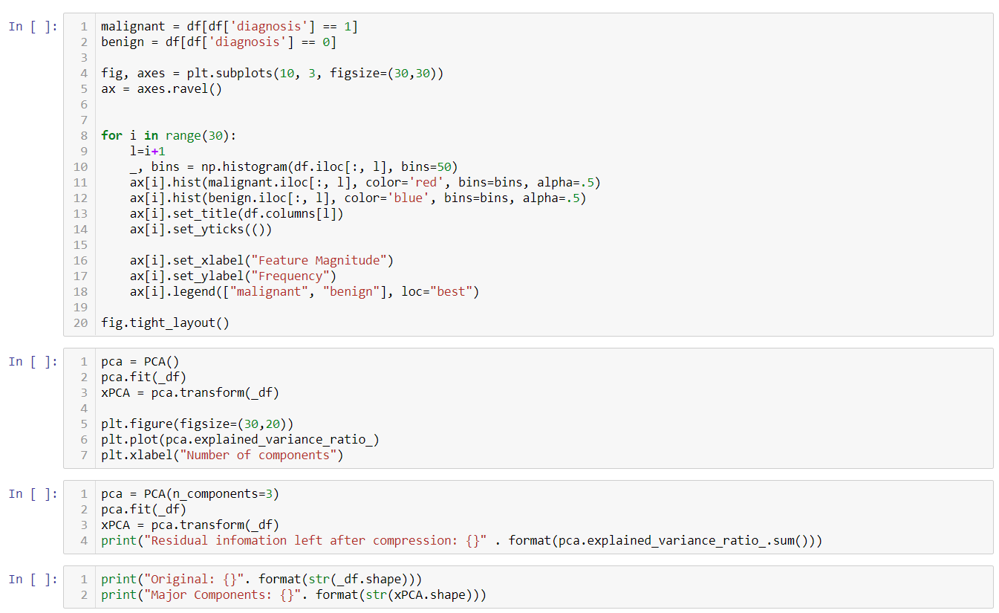 In [ ]:
1 malignant = df[df['diagnosis'] == 1]
2 benign = df[df['diagnosis'] == 0]
3
4 fig, axes = plt.subplots(10, 3, figsize=(30,30))
5 ax = axes.ravel()
6
7
8 for i in range(30):
9     l=i+1
10     _, bins = np.histogram(df.iloc[:, l], bins=50)
11     ax[i].hist(malignant.iloc[:, l], color='red', bins=bins, alpha=.5)
12     ax[i].hist(benign.iloc[:, l], color='blue', bins=bins, alpha=.5)
13     ax[i].set_title(df.columns[l])
14     ax[i].set_yticks(())
15
16     ax[i].set_xlabel("Feature Magnitude")
17     ax[i].set_ylabel("Frequency")
18     ax[i].legend(["malignant", "benign"], loc="best")
19
20 fig.tight_layout()
In [ ]:
1 pca = PCA()
2 pca.fit(_df)
3 xPCA = pca.transform(_df)
4
5 plt.figure(figsize=(30,20))
6 plt.plot(pca.explained_variance_ratio_)
7 plt.xlabel("Number of components")
In [ ]:
1 pca = PCA(n_components=3)
2 pca.fit(_df)
3 xPCA = pca.transform(_df)
4 print("Residual infomation left after compression: {}" . format(pca.explained_variance_ratio_.sum()))
In [ ]:
1 print("Original: {}". format(str(_df.shape)))
2 print("Major Components: {}". format(str(xPCA.shape)))